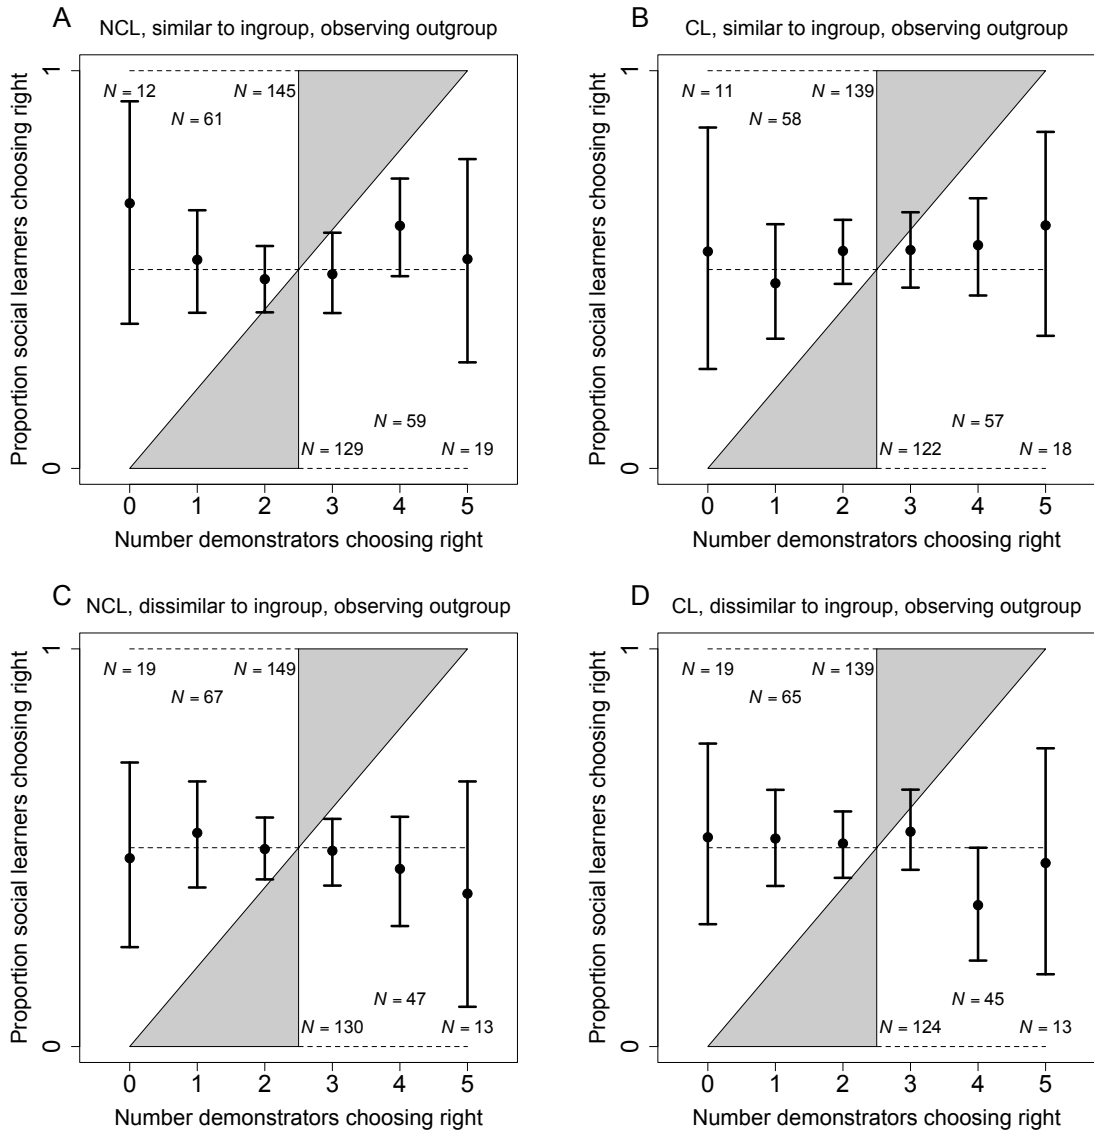 A
NCL, similar to ingroup, observing outgroup
Proportion social learners choosing right
1
0
N = 12
N = 145
N = 61
N = 59
N = 129
N = 19
0 1 2 3 4 5
Number demonstrators choosing right
B
CL, similar to ingroup, observing outgroup
Proportion social learners choosing right
1
0
N = 11
N = 139
N = 58
N = 57
N = 122
N = 18
0 1 2 3 4 5
Number demonstrators choosing right
C
NCL, dissimilar to ingroup, observing outgroup
Proportion social learners choosing right
1
0
N = 19
N = 149
N = 67
N = 47
N = 130
N = 13
0 1 2 3 4 5
Number demonstrators choosing right
D
CL, dissimilar to ingroup, observing outgroup
Proportion social learners choosing right
1
0
N = 19
N = 139
N = 65
N = 45
N = 124
N = 13
0 1 2 3 4 5
Number demonstrators choosing right